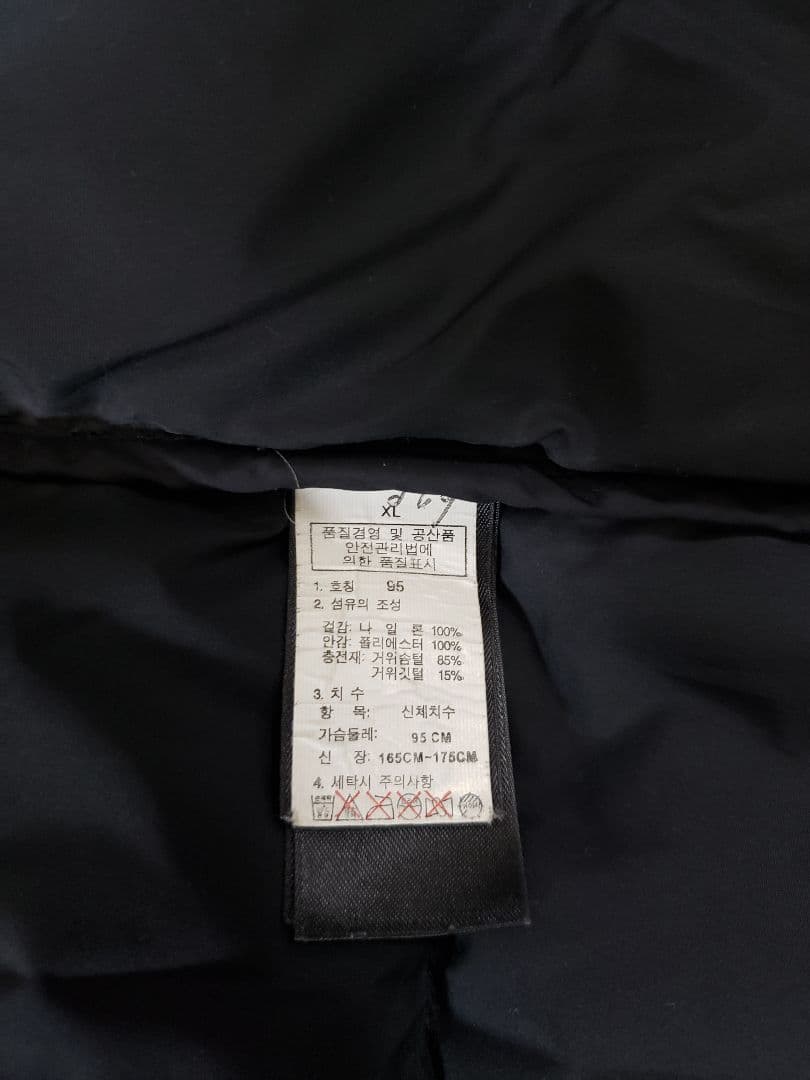 XL
품질경영 및 공산품
안전관리법에
의한 품질표시
1. 호칭 95
2. 섬유의 조성
겉감: 나 일 론 100%
안감: 폴리에스터 100%
충전재: 거위솜털 85%
거위깃털 15%
3. 치 수
항 목: 신체치수
가슴둘레: 95 CM
신 장: 165CM~175CM
4. 세탁시 주의사항